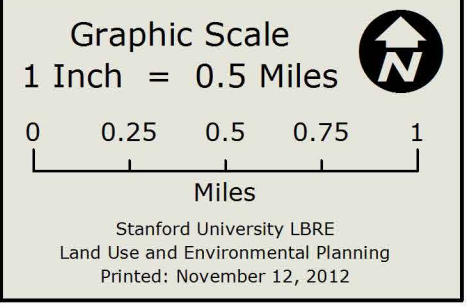 Graphic Scale
1 Inch = 0.5 Miles
N
0 0.25 0.5 0.75 1
Miles
Stanford University LBRE
Land Use and Environmental Planning
Printed: November 12, 2012